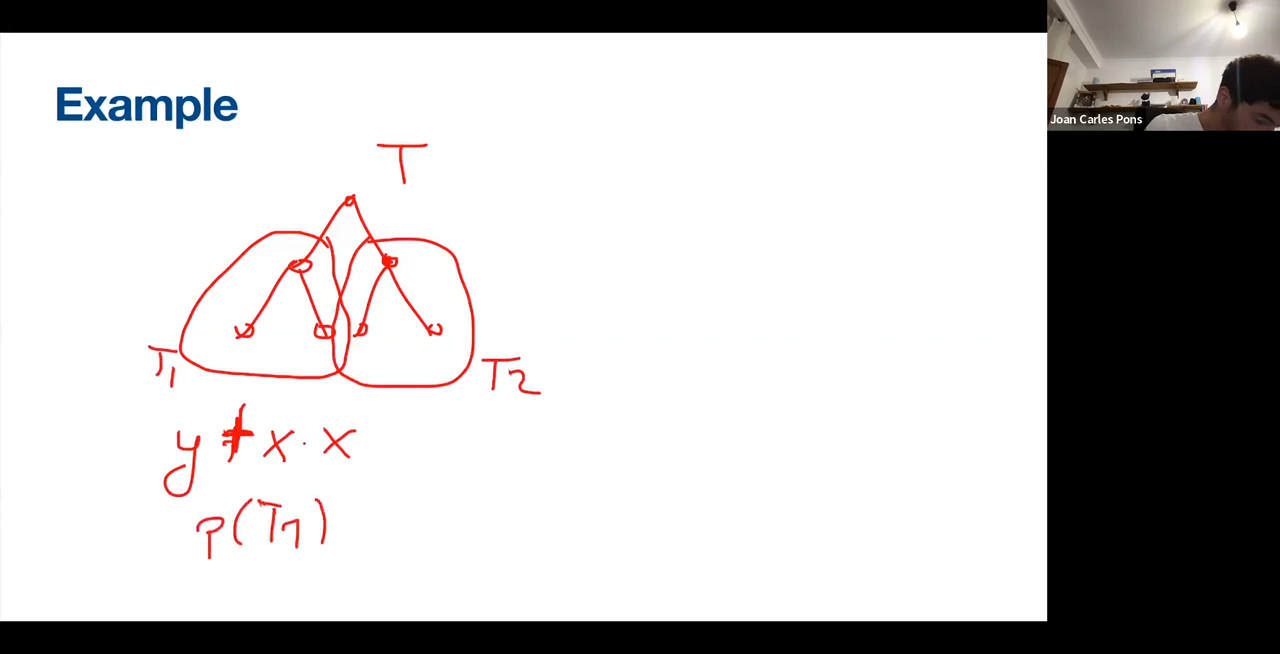 Example
Joan Carles Pons
T
T1
T2
y + x · x
P(T1)